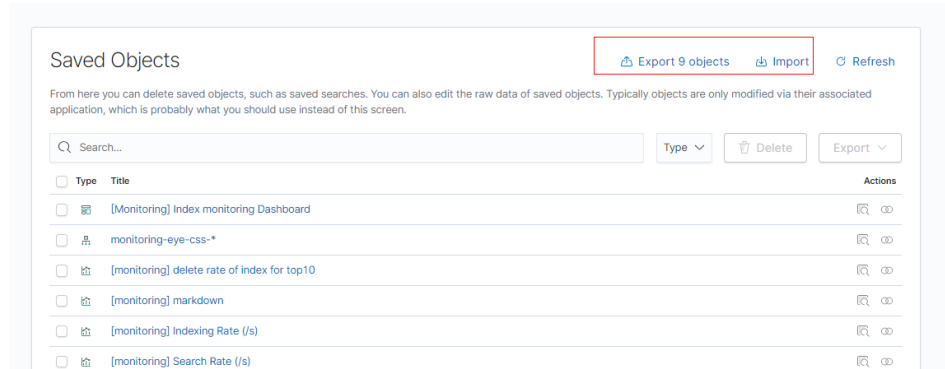 Saved Objects
Export 9 objects
Import
Refresh
From here you can delete saved objects, such as saved searches. You can also edit the raw data of saved objects. Typically objects are only modified via their associated
application, which is probably what you should use instead of this screen.
Search...
Type
Delete
Export
Type Title Actions
[Monitoring] Index monitoring Dashboard
monitoring-eye-css-*
[monitoring] delete rate of index for top10
[monitoring] markdown
[monitoring] Indexing Rate (/s)
[monitoring] Search Rate (/s)